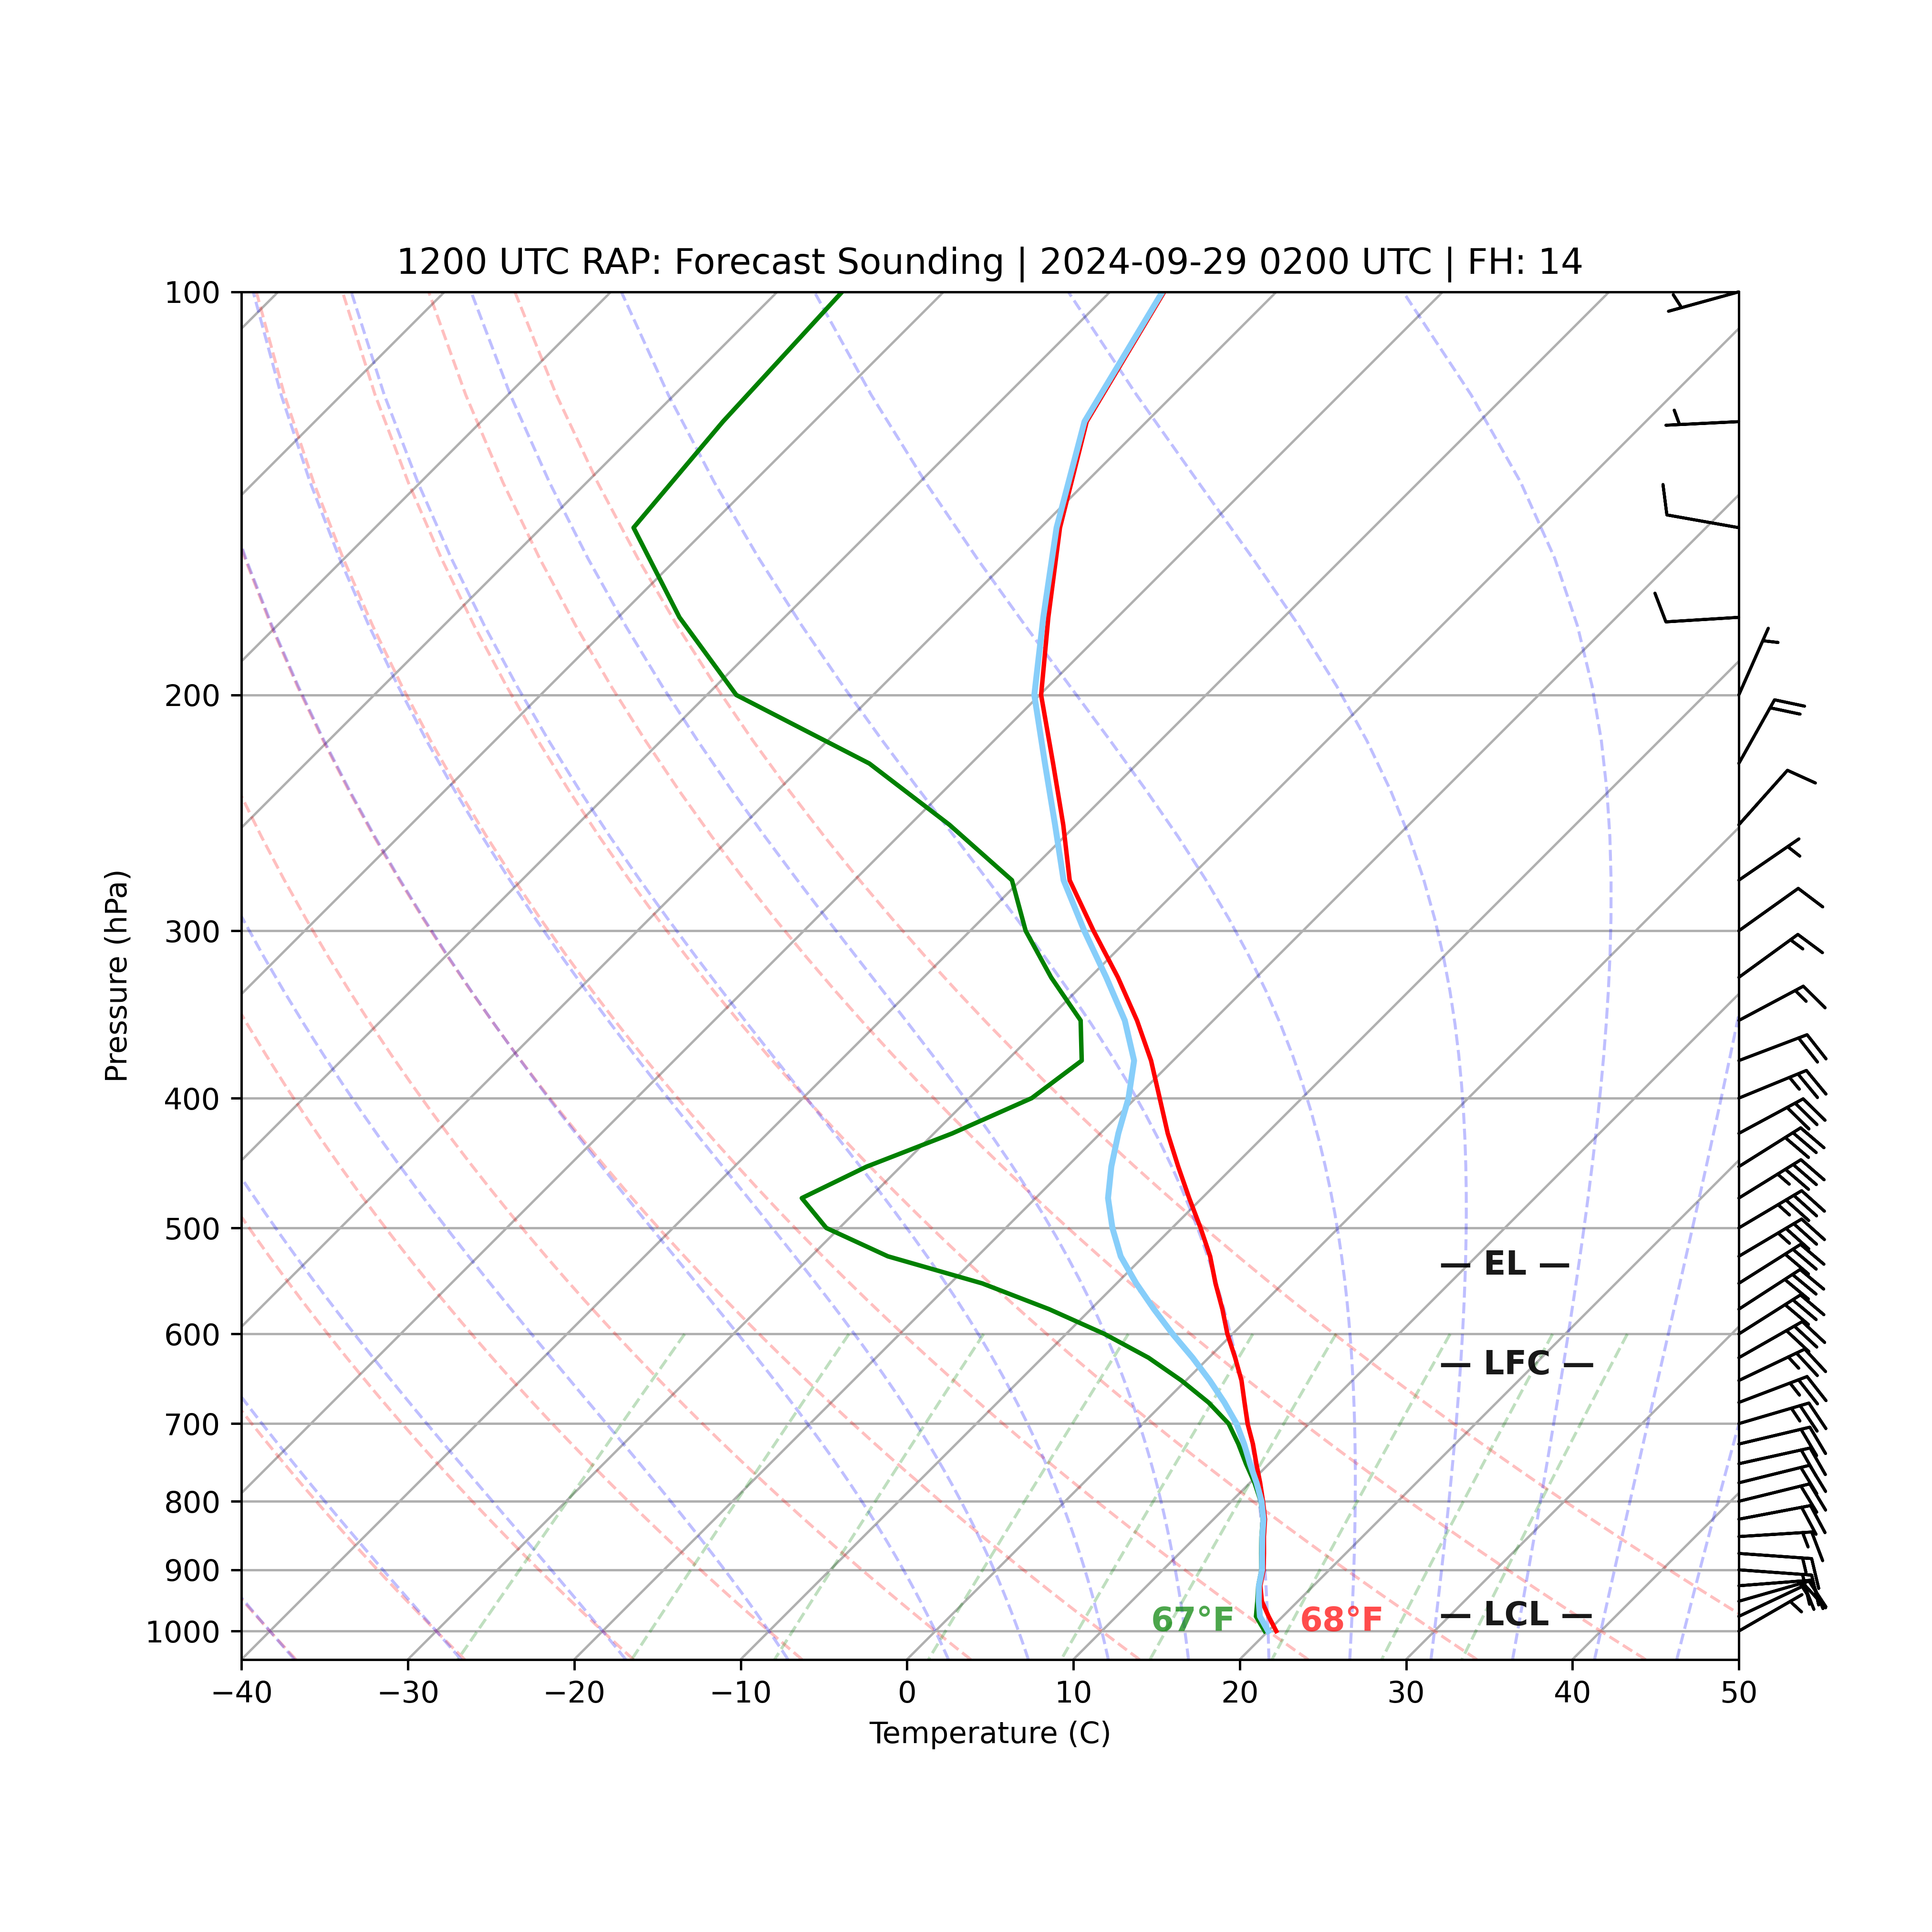 1200 UTC RAP: Forecast Sounding | 2024-09-29 0200 UTC | FH: 14
Pressure (hPa)
100
200
300
400
500
600
700
800
900
1000
— EL —
— LFC —
— LCL —
67°F
68°F
−40 −30 −20 −10 0 10 20 30 40 50
Temperature (C)